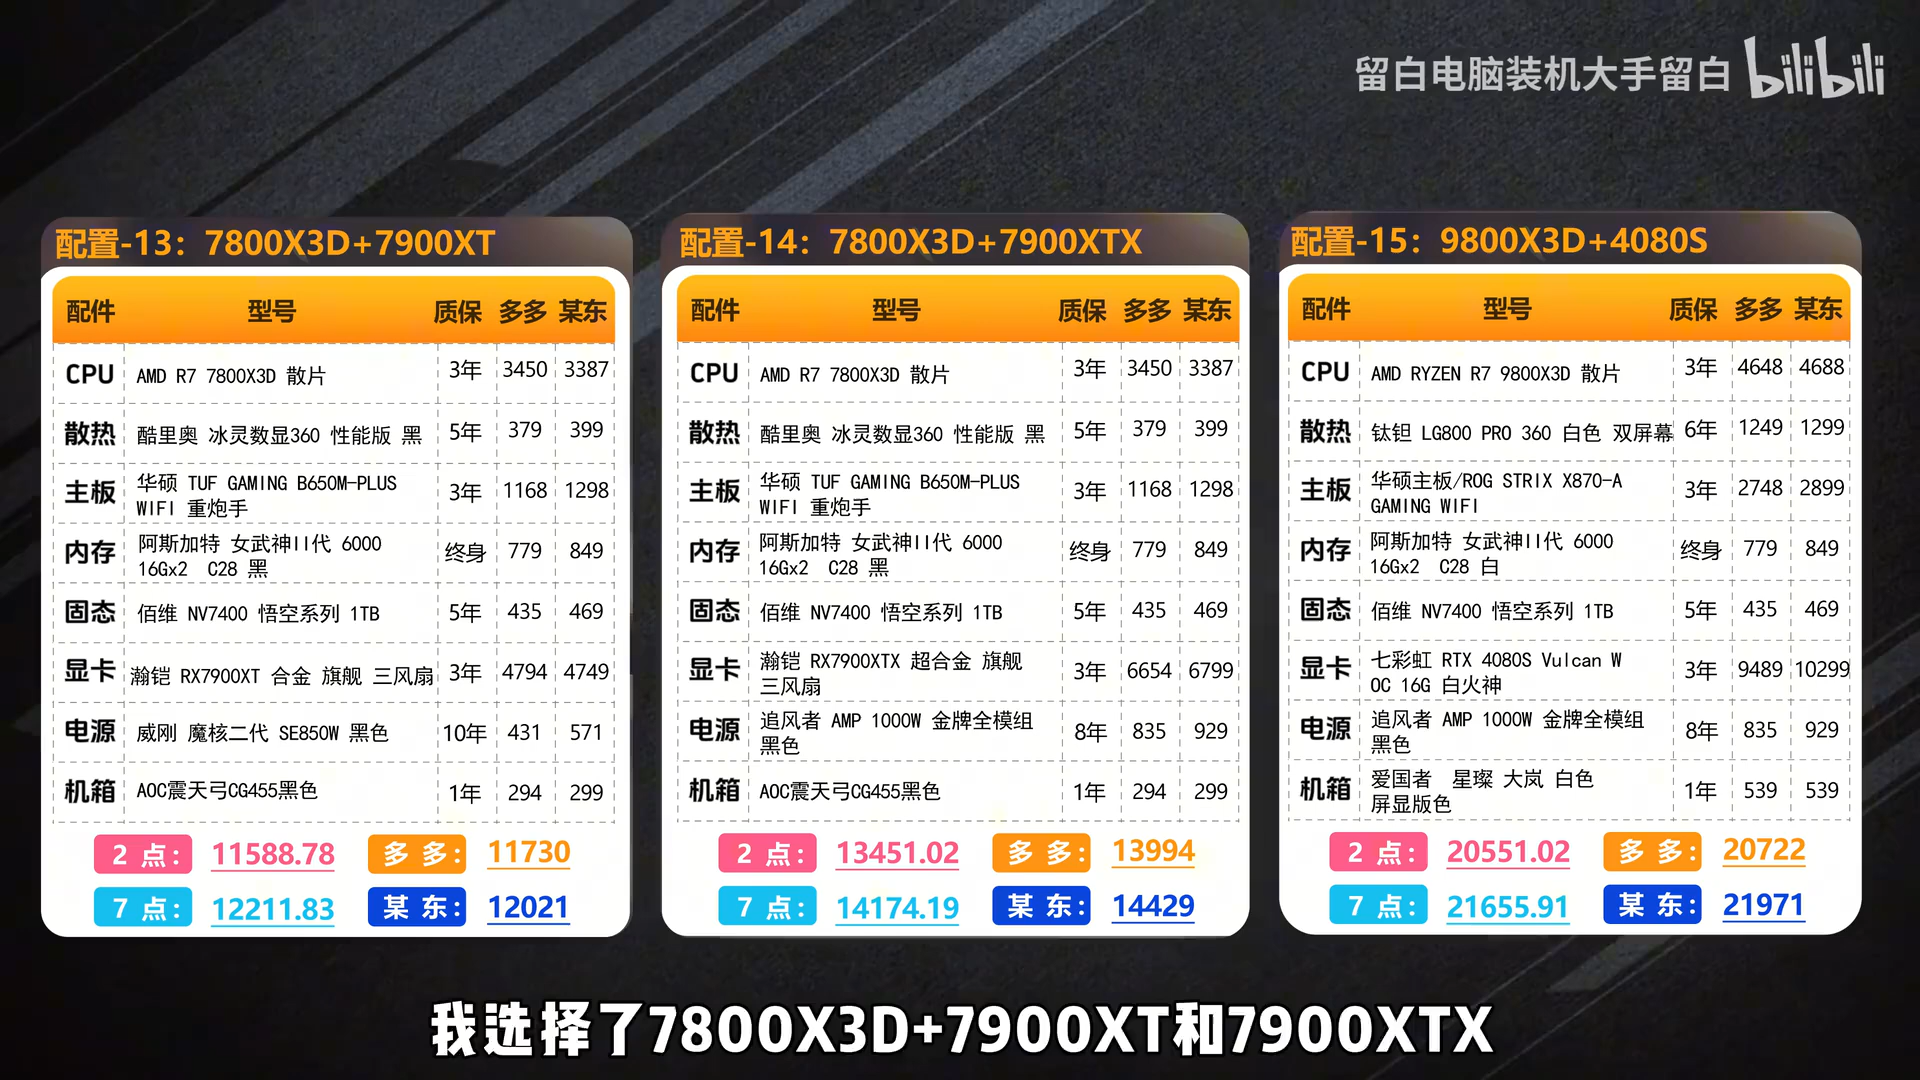 留白电脑装机大手留白 bilibili
配置-13：7800X3D+7900XT
配件 型号 质保 多多 某东
CPU AMD R7 7800X3D 散片 3年 3450 3387
散热 酷里奥 冰灵数显360 性能版 黑 5年 379 399
主板 华硕 TUF GAMING B650M-PLUS
WIFI 重炮手 3年 1168 1298
内存 阿斯加特 女武神II代 6000
16Gx2 C28 黑 终身 779 849
固态 佰维 NV7400 悟空系列 1TB 5年 435 469
显卡 瀚铠 RX7900XT 合金 旗舰 三风扇 3年 4794 4749
电源 威刚 魔核二代 SE850W 黑色 10年 431 571
机箱 AOC震天弓CG455黑色 1年 294 299
2 点： 11588.78 多 多： 11730
7 点： 12211.83 某 东： 12021
配置-14：7800X3D+7900XTX
配件 型号 质保 多多 某东
CPU AMD R7 7800X3D 散片 3年 3450 3387
散热 酷里奥 冰灵数显360 性能版 黑 5年 379 399
主板 华硕 TUF GAMING B650M-PLUS
WIFI 重炮手 3年 1168 1298
内存 阿斯加特 女武神II代 6000
16Gx2 C28 黑 终身 779 849
固态 佰维 NV7400 悟空系列 1TB 5年 435 469
显卡 瀚铠 RX7900XTX 超合金 旗舰
三风扇 3年 6654 6799
电源 追风者 AMP 1000W 金牌全模组
黑色 8年 835 929
机箱 AOC震天弓CG455黑色 1年 294 299
2 点： 13451.02 多 多： 13994
7 点： 14174.19 某 东： 14429
配置-15：9800X3D+4080S
配件 型号 质保 多多 某东
CPU AMD RYZEN R7 9800X3D 散片 3年 4648 4688
散热 钛钽 LG800 PRO 360 白色 双屏幕 6年 1249 1299
主板 华硕主板/ROG STRIX X870-A
GAMING WIFI 3年 2748 2899
内存 阿斯加特 女武神II代 6000
16Gx2 C28 白 终身 779 849
固态 佰维 NV7400 悟空系列 1TB 5年 435 469
显卡 七彩虹 RTX 4080S Vulcan W
OC 16G 白火神 3年 9489 10299
电源 追风者 AMP 1000W 金牌全模组
黑色 8年 835 929
机箱 爱国者 星璨 大岚 白色
屏显版色 1年 539 539
2 点： 20551.02 多 多： 20722
7 点： 21655.91 某 东： 21971
我选择了7800X3D+7900XT和7900XTX